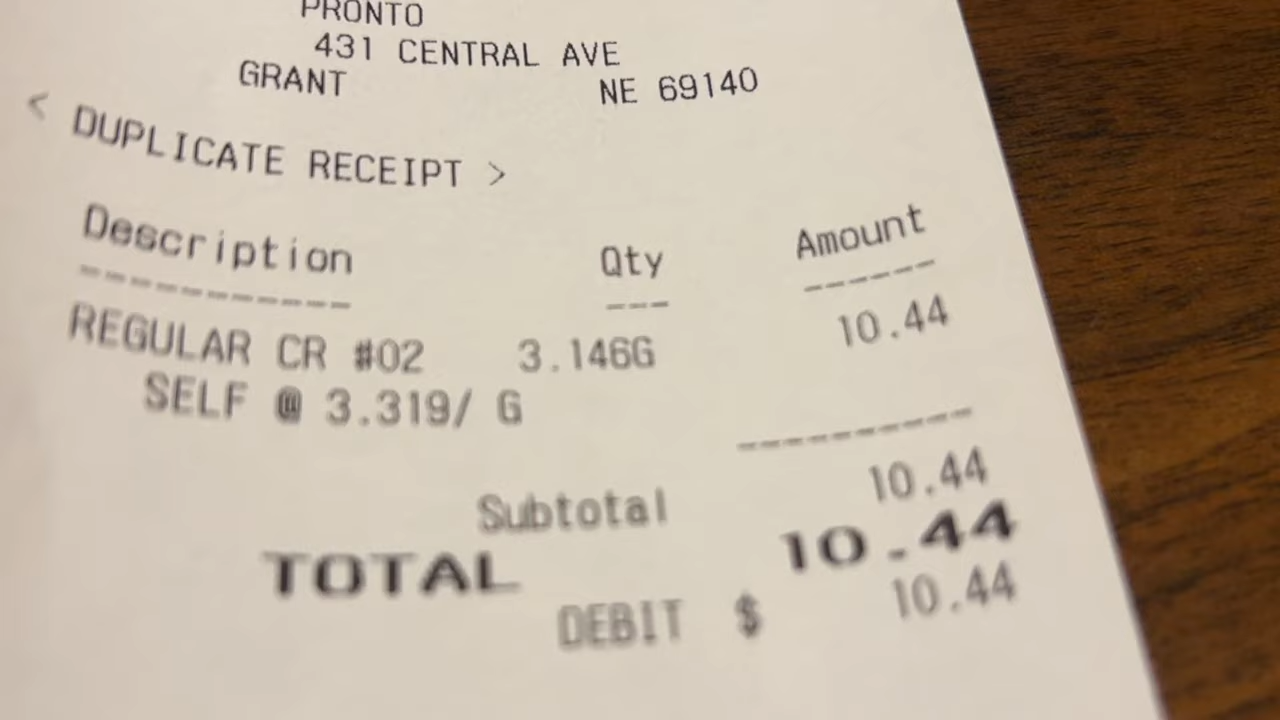 PRONTO
431 CENTRAL AVE
GRANT NE 69140
< DUPLICATE RECEIPT >
Description Qty Amount
----------- --- ------
REGULAR CR #02 3.146G 10.44
SELF @ 3.319/ G
----------
Subtotal 10.44
TOTAL 10.44
DEBIT $ 10.44